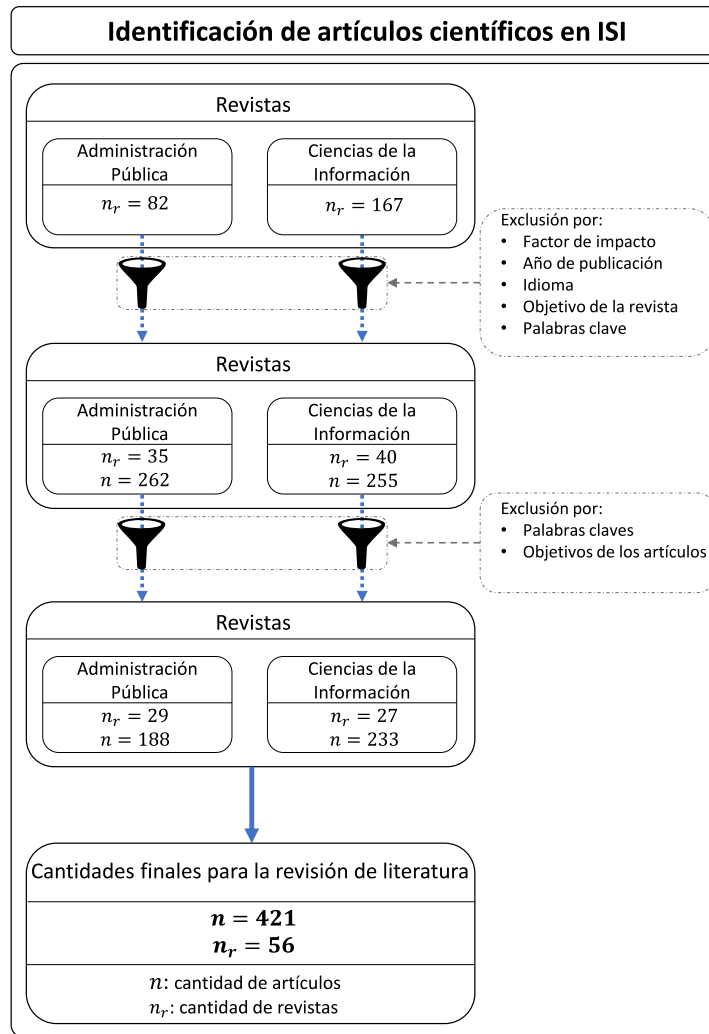 Identificación de artículos científicos en ISI
Revistas
Administración
Pública
n_r = 82
Ciencias de la
Información
n_r = 167
Exclusión por:
• Factor de impacto
• Año de publicación
• Idioma
• Objetivo de la revista
• Palabras clave
Revistas
Administración
Pública
n_r = 35
n = 262
Ciencias de la
Información
n_r = 40
n = 255
Exclusión por:
• Palabras claves
• Objetivos de los artículos
Revistas
Administración
Pública
n_r = 29
n = 188
Ciencias de la
Información
n_r = 27
n = 233
Cantidades finales para la revisión de literatura
n = 421
n_r = 56
n: cantidad de artículos
n_r: cantidad de revistas